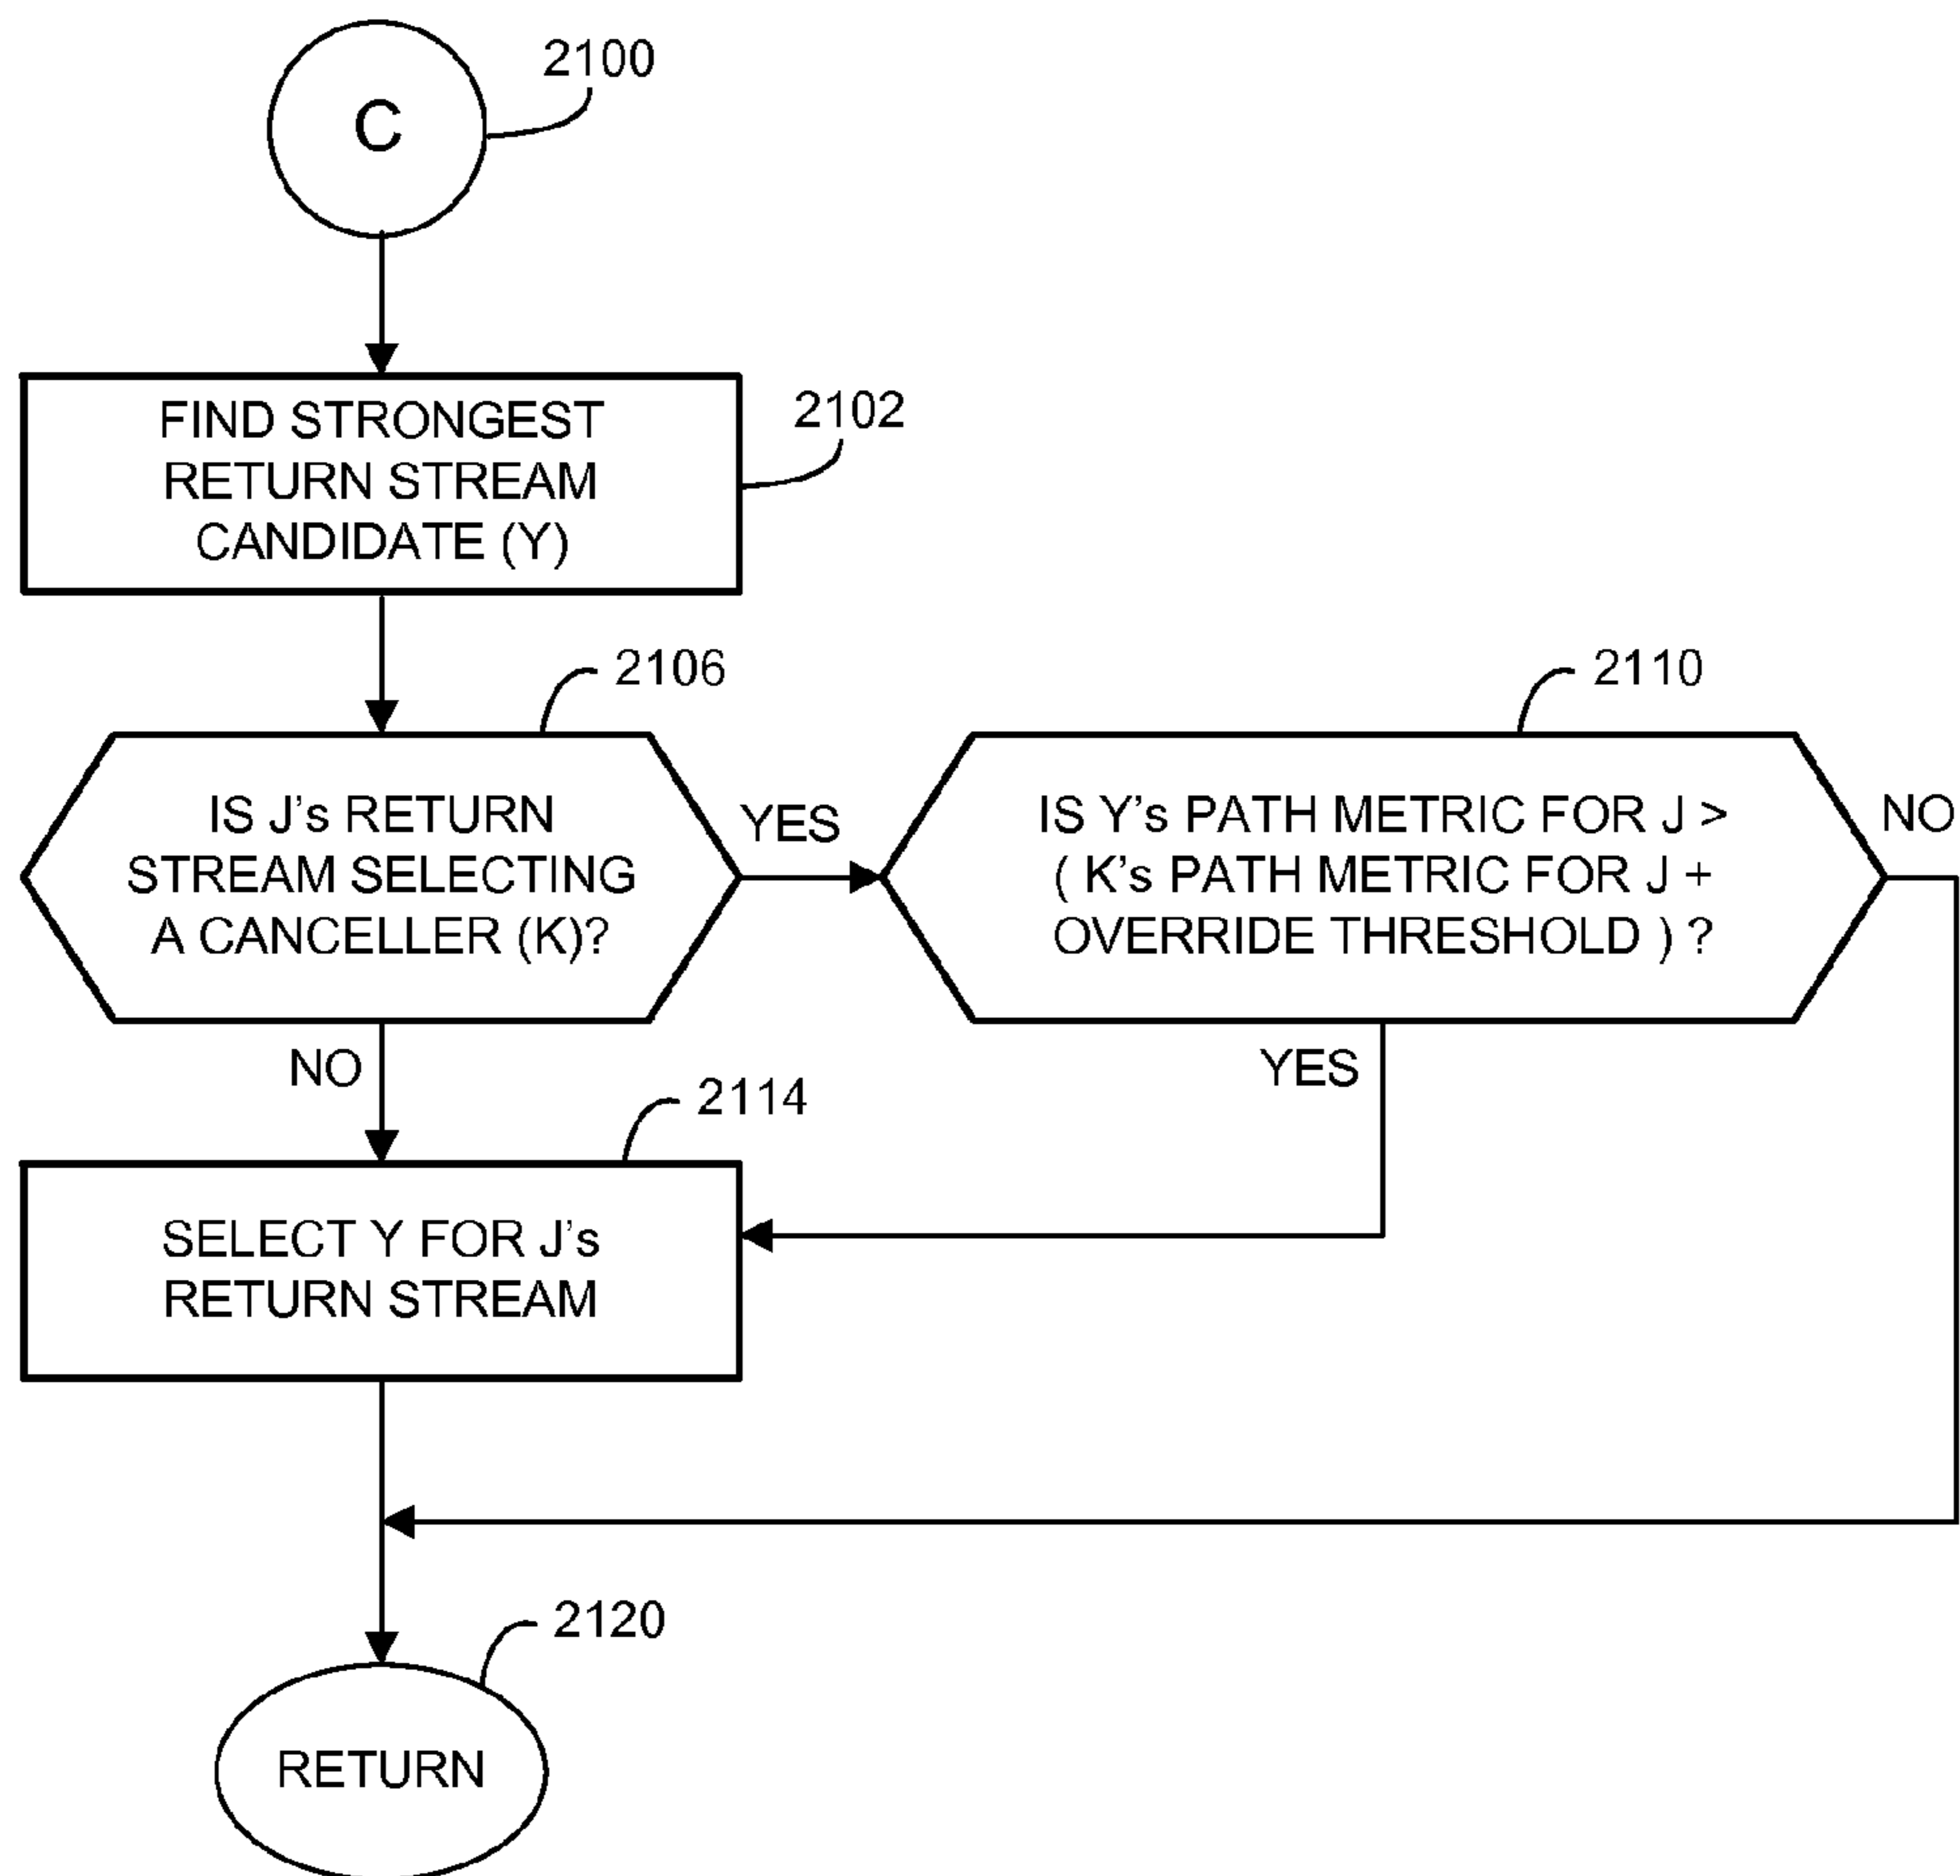 2100
C
2102
FIND STRONGEST
RETURN STREAM
CANDIDATE (Y)
2106
IS J's RETURN
STREAM SELECTING
A CANCELLER (K)?
YES
NO
2110
IS Y's PATH METRIC FOR J >
( K's PATH METRIC FOR J +
OVERRIDE THRESHOLD ) ?
NO
YES
2114
SELECT Y FOR J's
RETURN STREAM
2120
RETURN